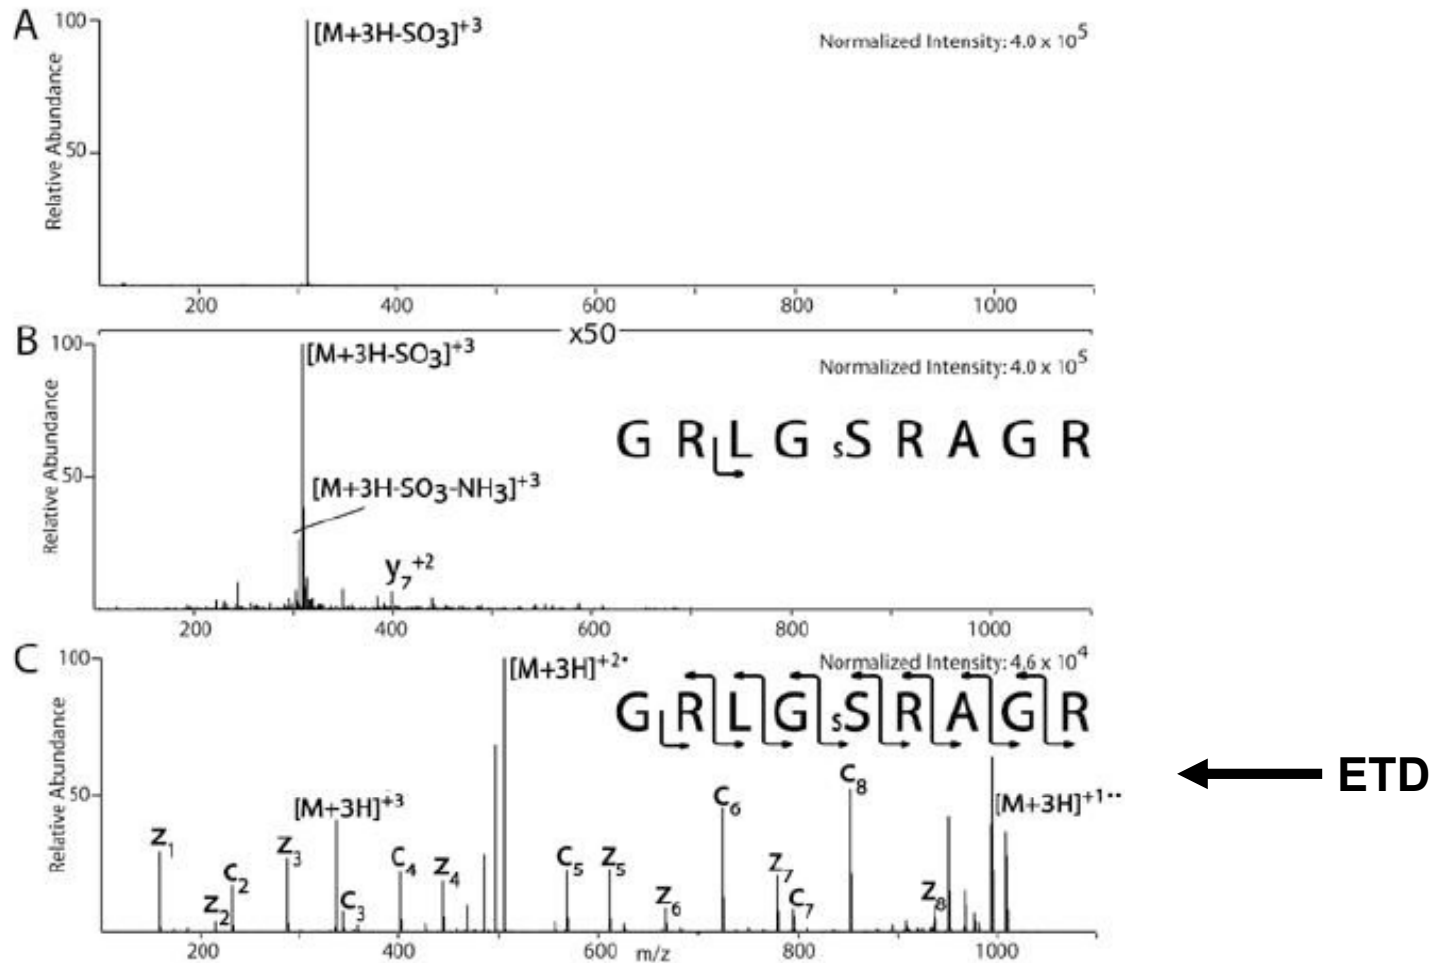 A
100
[M+3H-SO3]+3
Normalized Intensity: 4.0 x 10^5
Relative Abundance
50
200 400 600 800 1000
x50
B
100
[M+3H-SO3]+3
Normalized Intensity: 4.0 x 10^5
Relative Abundance
G R L G sS R A G R
50
[M+3H-SO3-NH3]+3
y7+2
200 400 600 800 1000
C
100
[M+3H]+2•
Normalized Intensity: 4.6 x 10^4
Relative Abundance
G R L G sS R A G R
50
[M+3H]+3
[M+3H]+1••
z1 z2 c2 z3 c3 c4 z4 c5 z5 z6 c6 z7 c7 c8 z8
200 400 600 m/z 800 1000
ETD